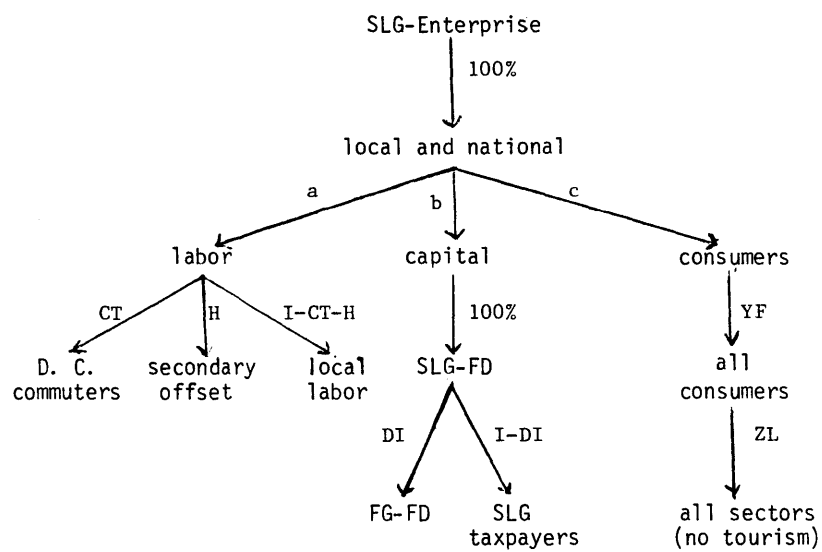 SLG-Enterprise
100%
local and national
a
b
c
labor
capital
consumers
CT
H
I-CT-H
100%
YF
D. C.
commuters
secondary
offset
local
labor
SLG-FD
all
consumers
DI
I-DI
ZL
FG-FD
SLG
taxpayers
all sectors
(no tourism)